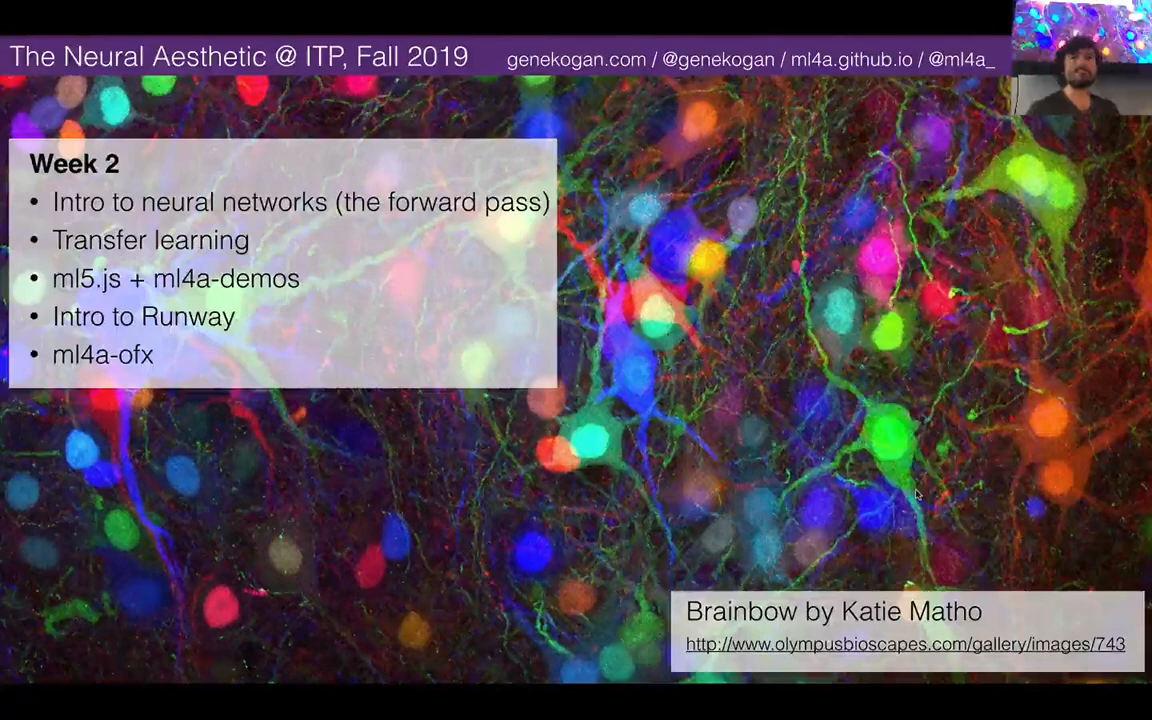 The Neural Aesthetic @ ITP, Fall 2019
genekogan.com / @genekogan / ml4a.github.io / @ml4a_
Week 2
• Intro to neural networks (the forward pass)
• Transfer learning
• ml5.js + ml4a-demos
• Intro to Runway
• ml4a-ofx
Brainbow by Katie Matho
http://www.olympusbioscapes.com/gallery/images/743